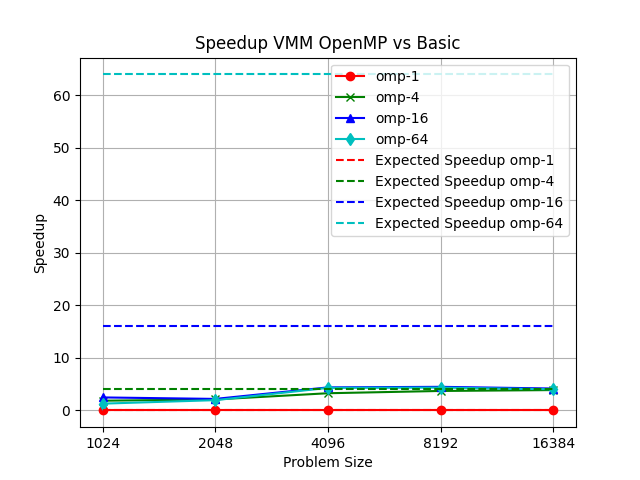 Speedup VMM OpenMP vs Basic
omp-1
omp-4
omp-16
omp-64
Expected Speedup omp-1
Expected Speedup omp-4
Expected Speedup omp-16
Expected Speedup omp-64
Speedup
60
50
40
30
20
10
0
1024
2048
4096
8192
16384
Problem Size